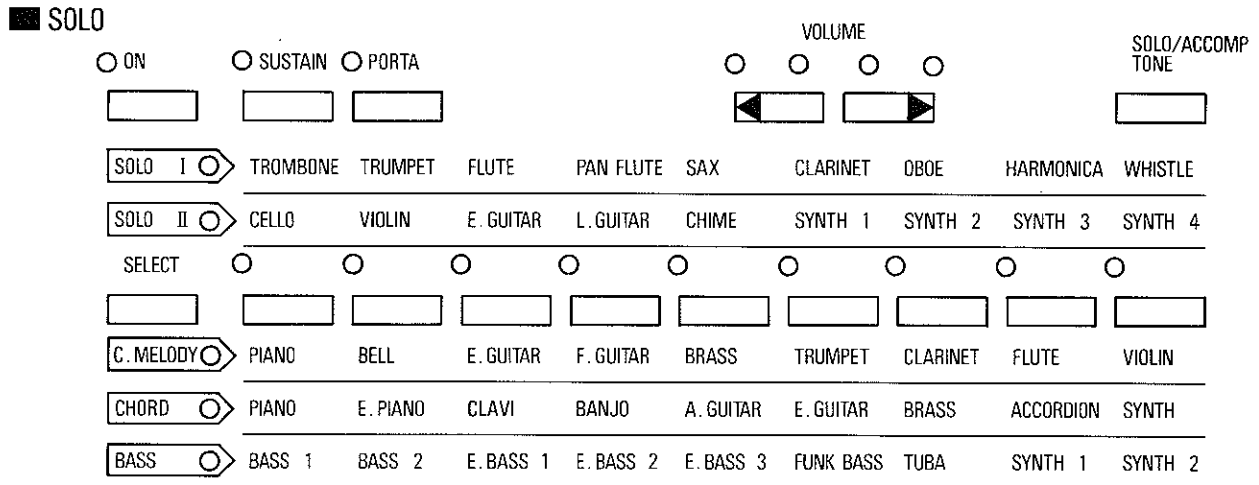 SOLO
VOLUME
ON SUSTAIN PORTA SOLO/ACCOMP
TONE
SOLO I TROMBONE TRUMPET FLUTE PAN FLUTE SAX CLARINET OBOE HARMONICA WHISTLE
SOLO II CELLO VIOLIN E.GUITAR L.GUITAR CHIME SYNTH 1 SYNTH 2 SYNTH 3 SYNTH 4
SELECT
C.MELODY PIANO BELL E.GUITAR F.GUITAR BRASS TRUMPET CLARINET FLUTE VIOLIN
CHORD PIANO E.PIANO CLAVI BANJO A.GUITAR E.GUITAR BRASS ACCORDION SYNTH
BASS BASS 1 BASS 2 E.BASS 1 E.BASS 2 E.BASS 3 FUNK BASS TUBA SYNTH 1 SYNTH 2